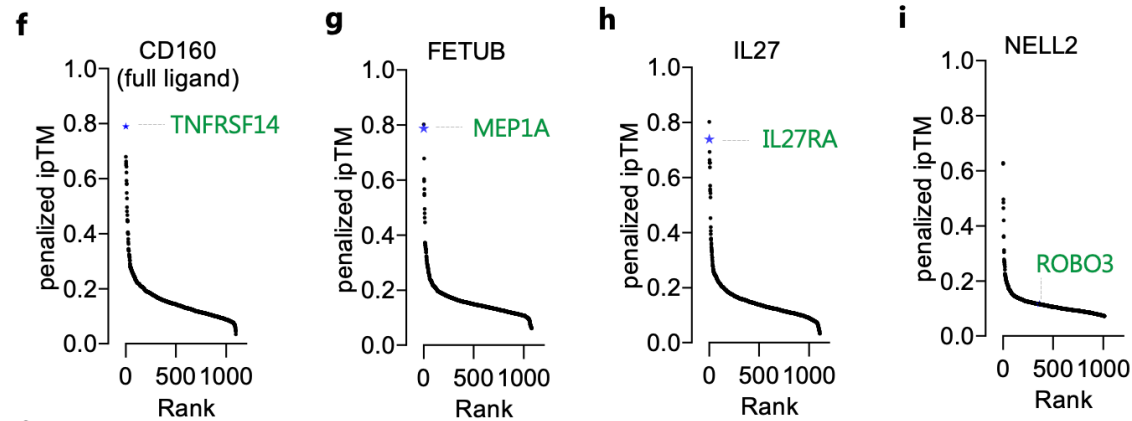 f
CD160
(full ligand)
penalized ipTM
1.0
0.8
0.6
0.4
0.2
0.0
TNFRSF14
0 500 1000
Rank
g
FETUB
penalized ipTM
1.0
0.8
0.6
0.4
0.2
0.0
MEP1A
0 500 1000
Rank
h
IL27
penalized ipTM
1.0
0.8
0.6
0.4
0.2
0.0
IL27RA
0 500 1000
Rank
i
NELL2
penalized ipTM
1.0
0.8
0.6
0.4
0.2
0.0
ROBO3
0 500 1000
Rank